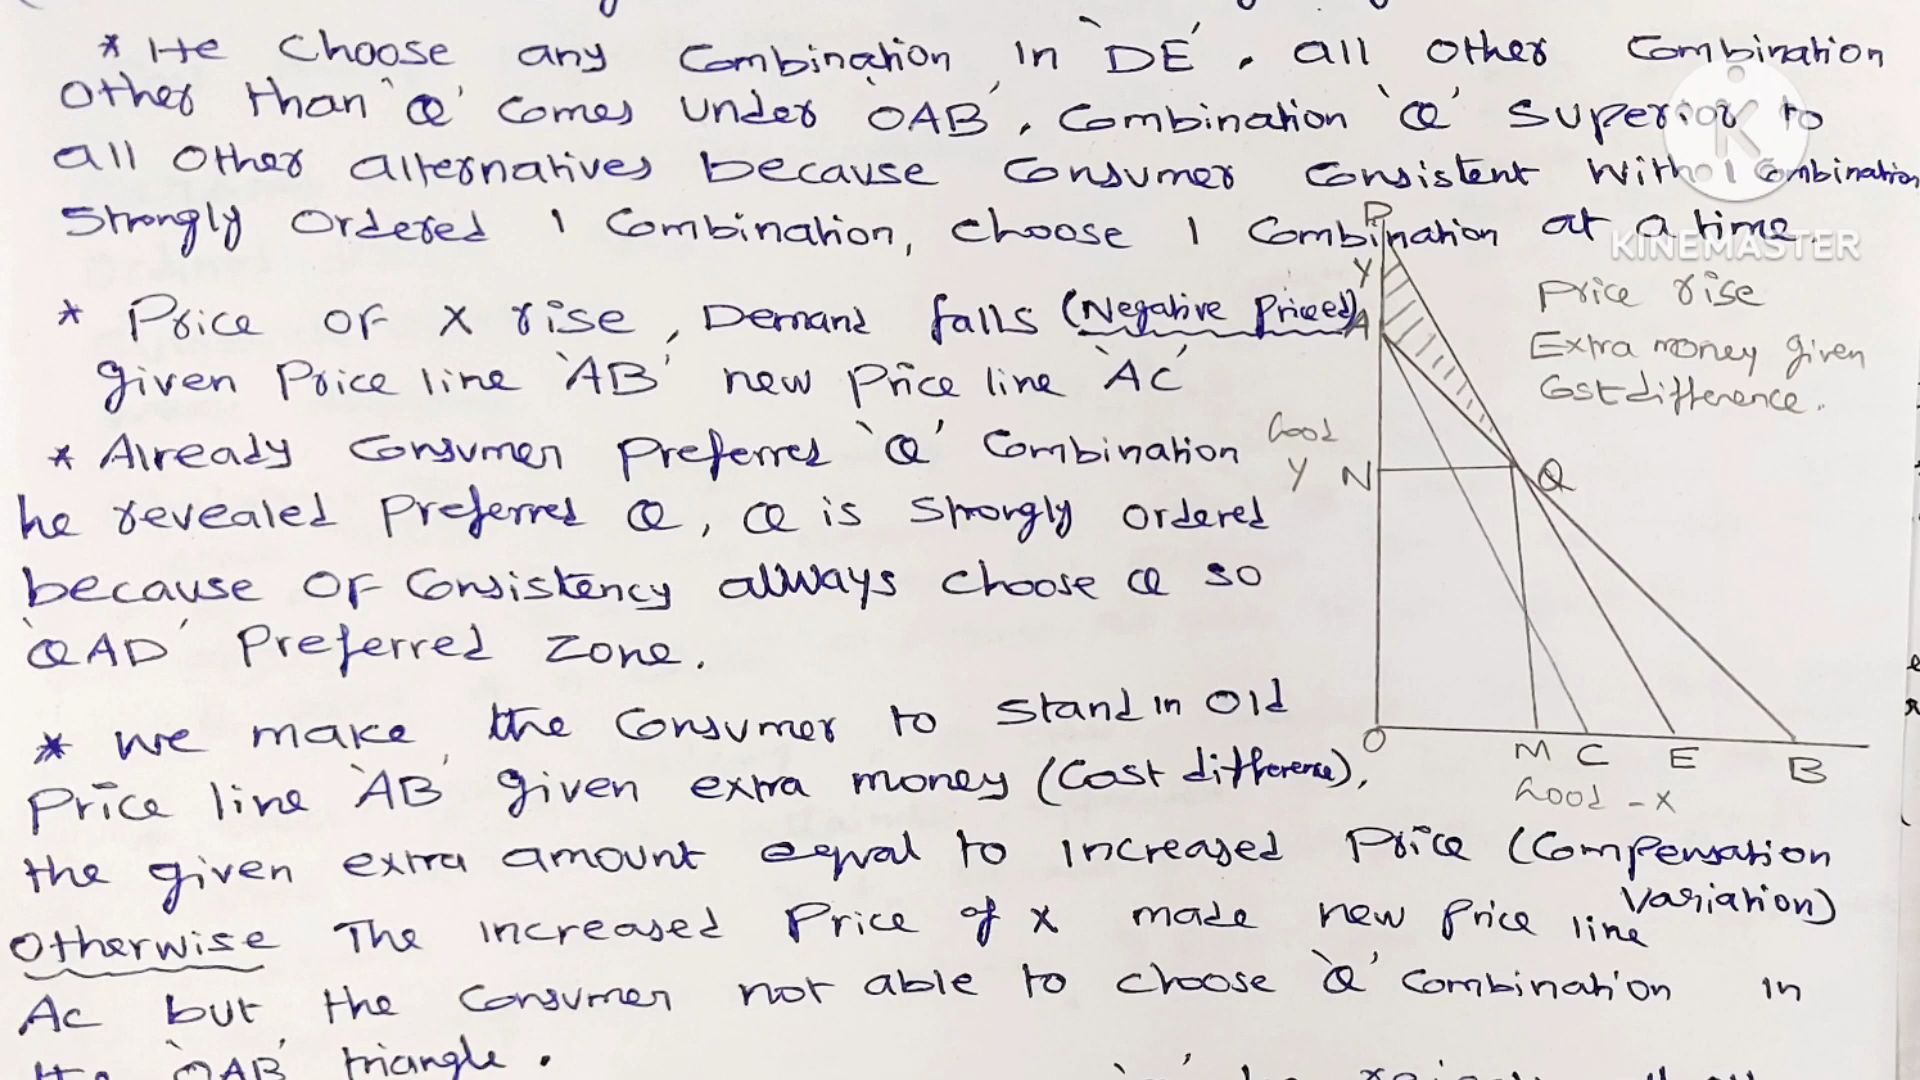 * He Choose any Combination in `DE'. all other Combination
Other than `Q' comes under `OAB'. Combination `Q' Superior to
all Other alternatives because Consumer Consistent With 1 Combination
Strongly Ordered 1 Combination, choose 1 Combination at a time.
KINEMASTER
* Price of X rise, Demand falls (Negative Priced)
given Price line `AB' new Price line `AC'
* Already Consumer Preferred `Q' Combination
he revealed Preferred Q, Q is Strongly ordered
because of Consistency always choose Q so
`QAD' Preferred Zone.
* We make the Consumer to Stand in Old
Price line `AB' given extra money (Cost difference),
the given extra amount equal to increased Price (Compensation
Variation)
Otherwise The increased Price of X made new Price line
AC but the Consumer not able to choose `Q' Combination in
`OAB' triangle.
D
Y
A
Price rise
Extra money given
Cost difference.
Good
Y
N
Q
O
M
C
E
B
Good - X